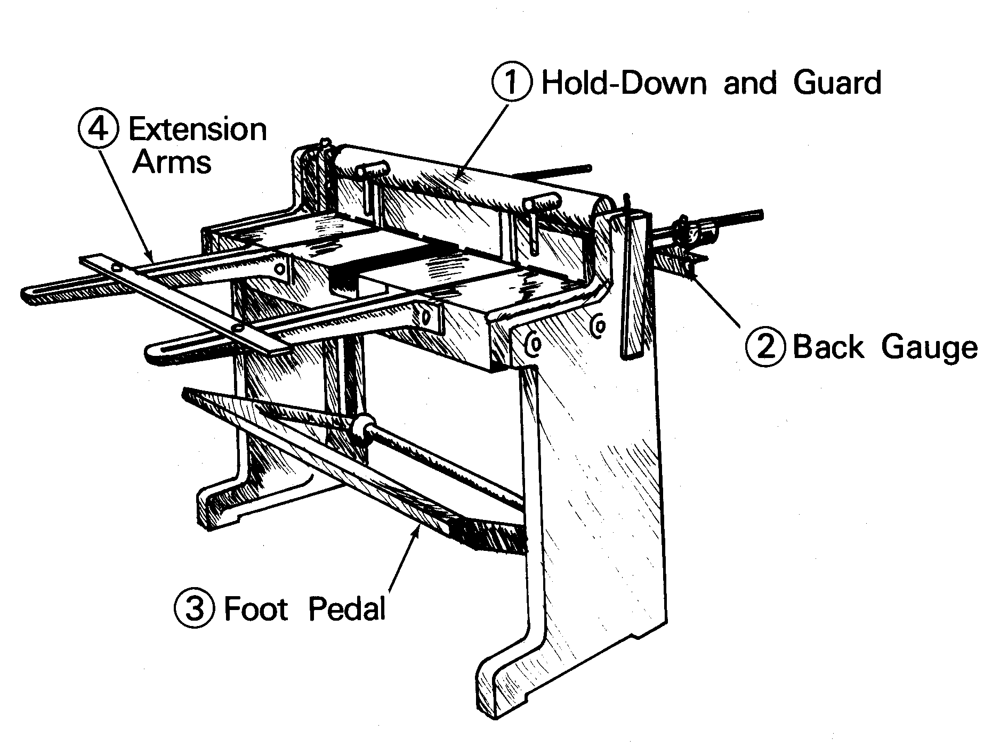 ① Hold-Down and Guard
④ Extension
Arms
② Back Gauge
③ Foot Pedal